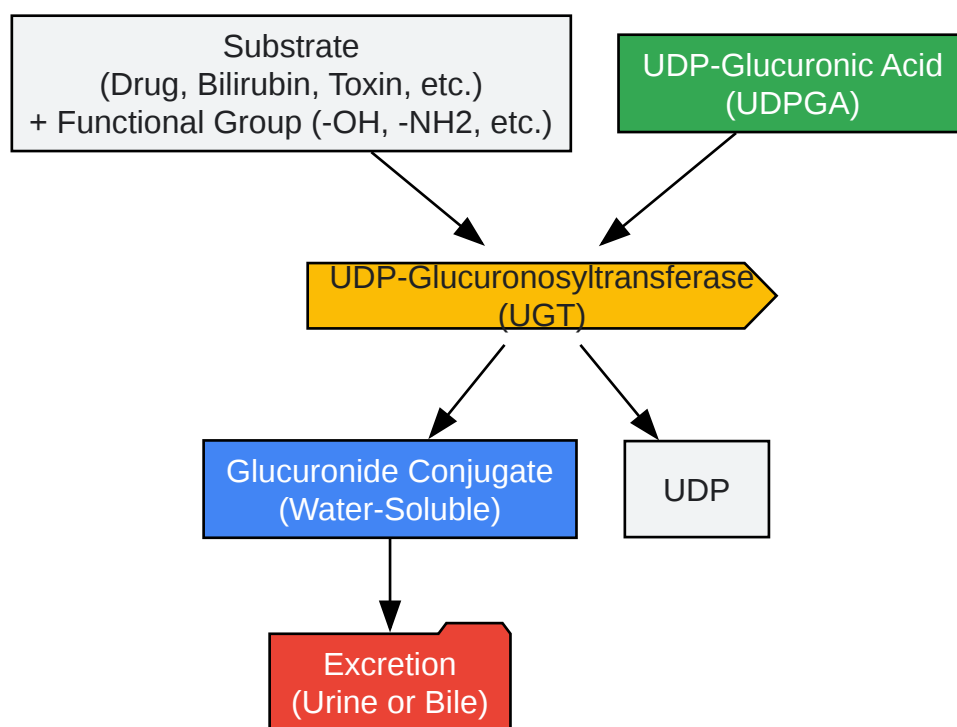 Substrate
(Drug, Bilirubin, Toxin, etc.)
+ Functional Group (-OH, -NH2, etc.)
UDP-Glucuronic Acid
(UDPGA)
UDP-Glucuronosyltransferase
(UGT)
Glucuronide Conjugate
(Water-Soluble)
UDP
Excretion
(Urine or Bile)